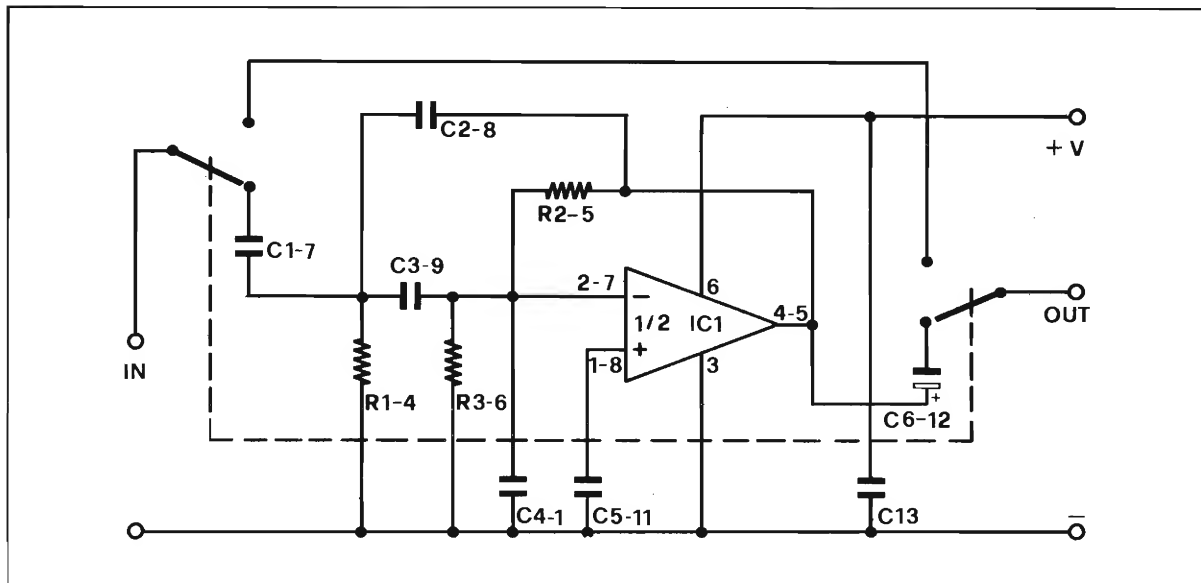 C2-8
+ V
R2-5
C1-7
C3-9
2-7
−
6
1/2
IC1
4-5
OUT
IN
1-8
+
3
R1-4
R3-6
+
C6-12
C4-1
C5-11
C13
−